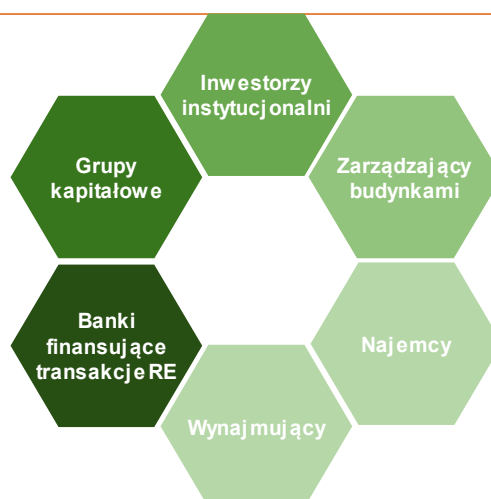 Inwestorzy
instytucjonalni
Grupy
kapitałowe
Zarządzający
budynkami
Banki
finansujące
transakcje RE
Najemcy
Wynajmujący